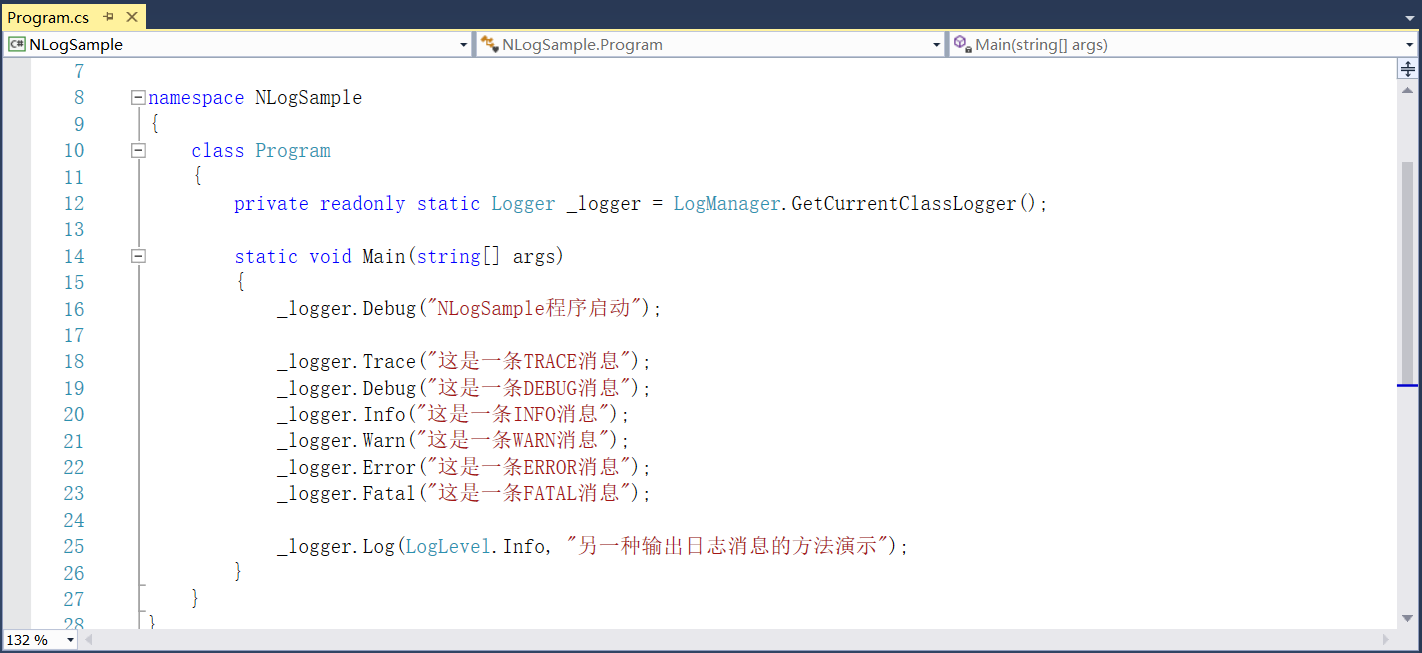 Program.cs
NLogSample NLogSample.Program Main(string[] args)
7
8 namespace NLogSample
9 {
10 class Program
11 {
12 private readonly static Logger _logger = LogManager.GetCurrentClassLogger();
13
14 static void Main(string[] args)
15 {
16 _logger.Debug("NLogSample程序启动");
17
18 _logger.Trace("这是一条TRACE消息");
19 _logger.Debug("这是一条DEBUG消息");
20 _logger.Info("这是一条INFO消息");
21 _logger.Warn("这是一条WARN消息");
22 _logger.Error("这是一条ERROR消息");
23 _logger.Fatal("这是一条FATAL消息");
24
25 _logger.Log(LogLevel.Info, "另一种输出日志消息的方法演示");
26 }
27 }
28 }
132 %